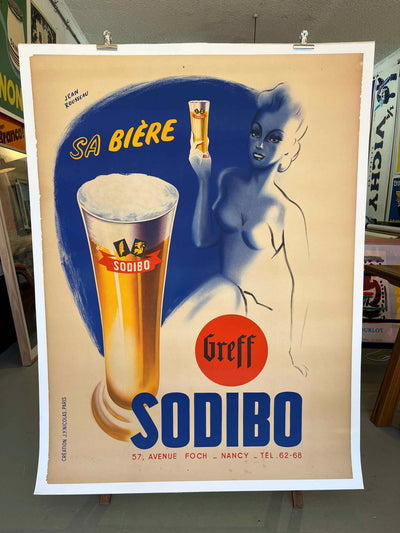 JEAN
ROUSSEAU
SA BIÈRE
SODIBO
Greff
SODIBO
57, AVENUE FOCH _ NANCY _ TÉL. 62-68
CRÉATION J.P. NICOLAS. PARIS
VICHY